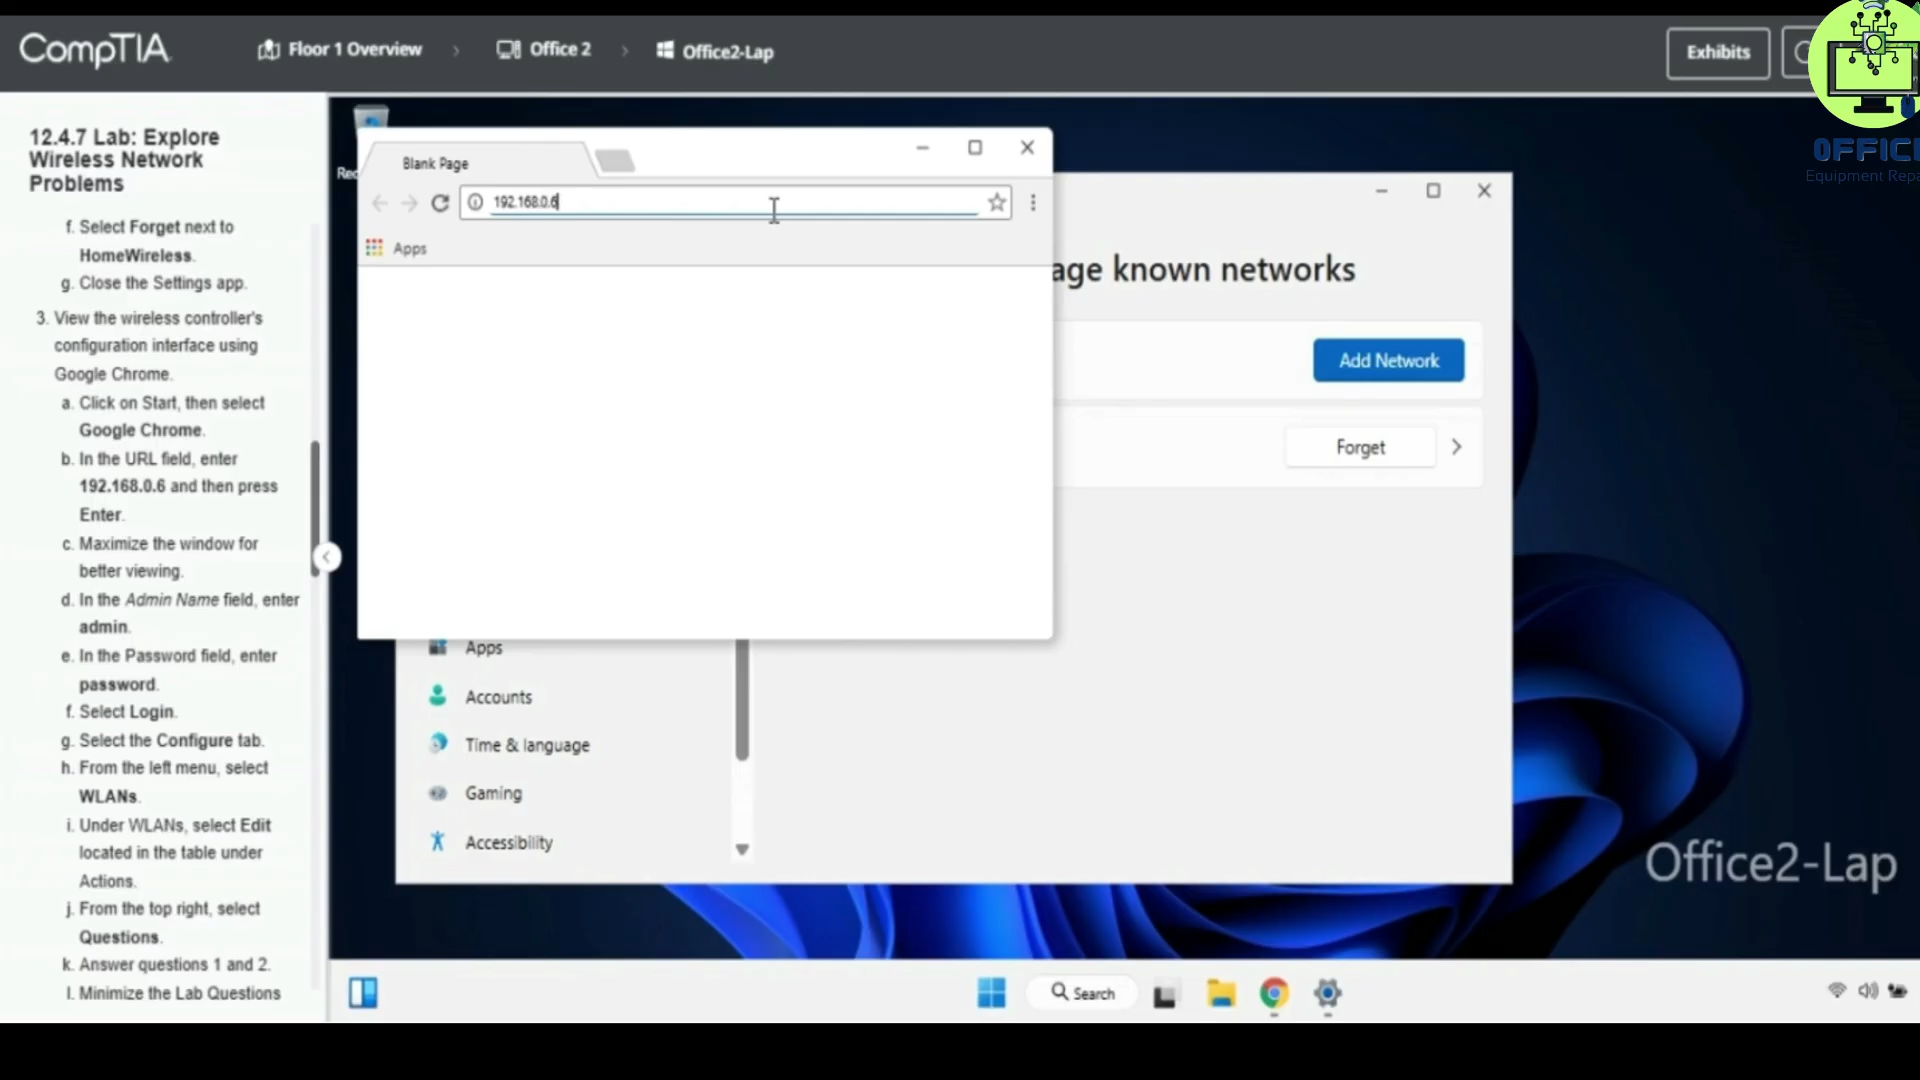 CompTIA
Floor 1 Overview
Office 2
Office2-Lap
Exhibits
OFFIC
Equipment Repa
12.4.7 Lab: Explore
Wireless Network
Problems
f. Select Forget next to
HomeWireless.
g. Close the Settings app.
3. View the wireless controller's
configuration interface using
Google Chrome.
a. Click on Start, then select
Google Chrome.
b. In the URL field, enter
192.168.0.6 and then press
Enter.
c. Maximize the window for
better viewing.
d. In the Admin Name field, enter
admin.
e. In the Password field, enter
password.
f. Select Login.
g. Select the Configure tab.
h. From the left menu, select
WLANs.
i. Under WLANs, select Edit
located in the table under
Actions.
j. From the top right, select
Questions.
k. Answer questions 1 and 2.
l. Minimize the Lab Questions
Rec
Blank Page
192.168.0.6
Apps
age known networks
Add Network
Forget
Apps
Accounts
Time & language
Gaming
Accessibility
Office2-Lap
Search